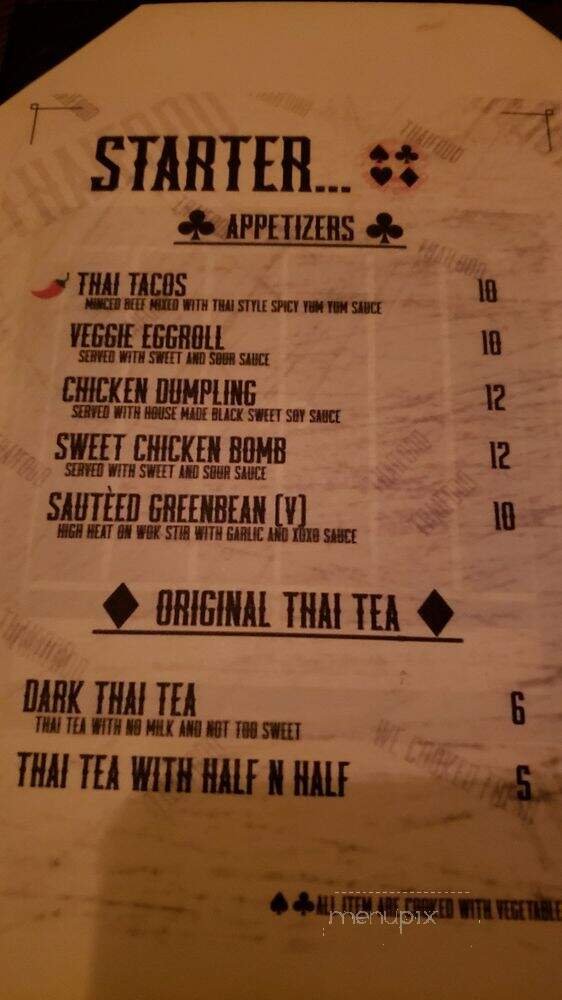 STARTER...
APPETIZERS
THAI TACOS 10
MINCED BEEF MIXED WITH THAI STYLE SPICY YUM YUM SAUCE
VEGGIE EGGROLL 10
SERVED WITH SWEET AND SOUR SAUCE
CHICKEN DUMPLING 12
SERVED WITH HOUSE MADE BLACK SWEET SOY SAUCE
SWEET CHICKEN BOMB 12
SERVED WITH SWEET AND SOUR SAUCE
SAUTÈED GREENBEAN (V) 10
HIGH HEAT ON WOK STIR WITH GARLIC AND XOXO SAUCE
ORIGINAL THAI TEA
DARK THAI TEA 6
THAI TEA WITH NO MILK AND NOT TOO SWEET
THAI TEA WITH HALF N HALF 5
ALL ITEM ARE COOKED WITH VEGETABLE
menupix